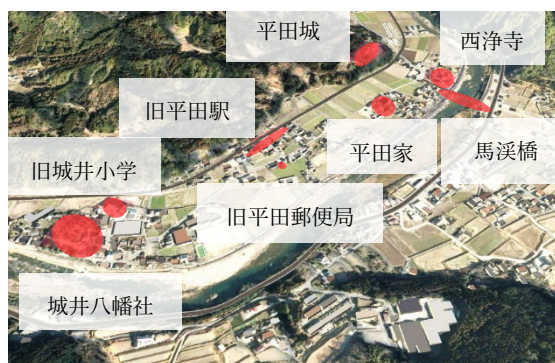 平田城
西浄寺
旧平田駅
平田家
馬渓橋
旧城井小学
旧平田郵便局
城井八幡社